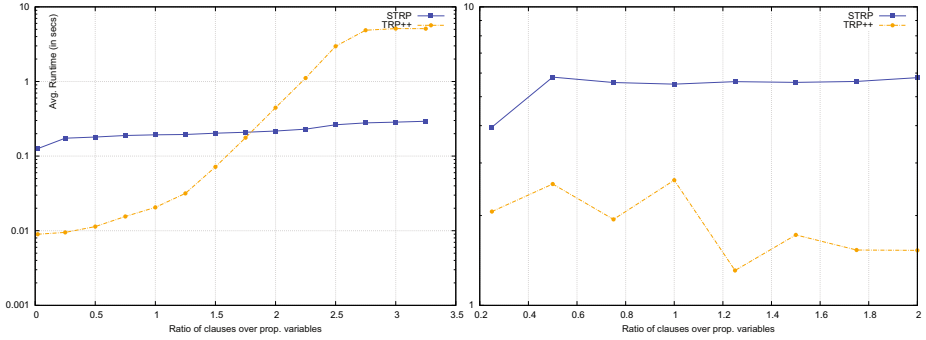 10
1
0.1
0.01
0.001
Avg. Runtime (in secs)
STRP
TRP++
0 0.5 1 1.5 2 2.5 3 3.5
Ratio of clauses over prop. variables
10
1
STRP
TRP++
0.2 0.4 0.6 0.8 1 1.2 1.4 1.6 1.8 2
Ratio of clauses over prop. variables